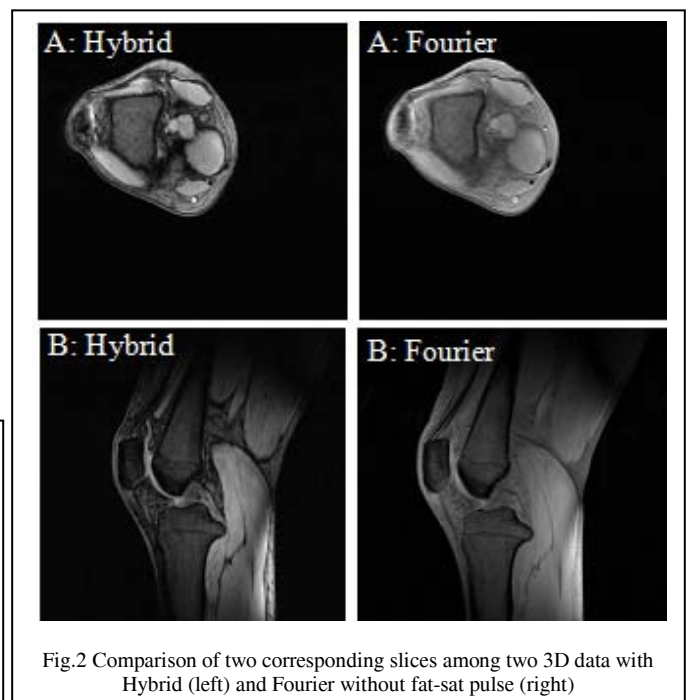 A: Hybrid
A: Fourier
B: Hybrid
B: Fourier
Fig.2 Comparison of two corresponding slices among two 3D data with
Hybrid (left) and Fourier without fat-sat pulse (right)